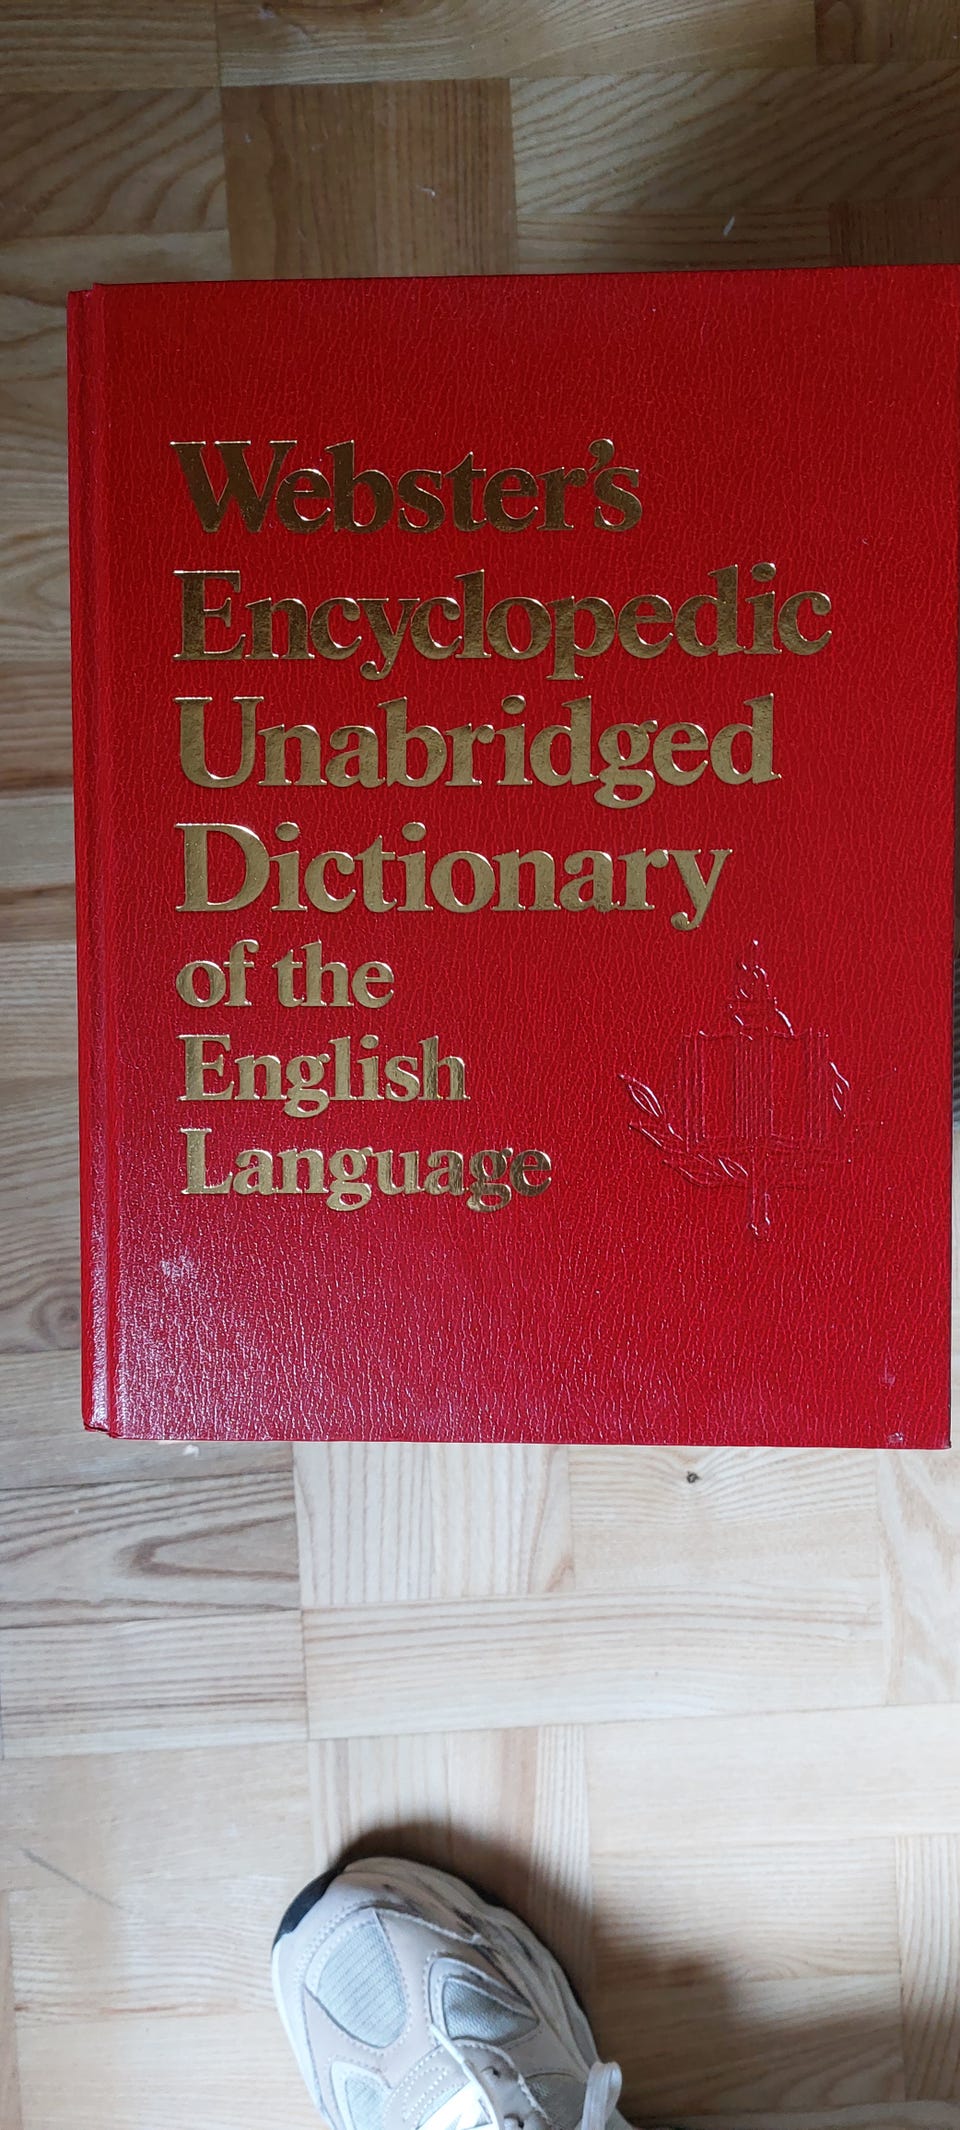 Webster's
Encyclopedic
Unabridged
Dictionary
of the
English
Language